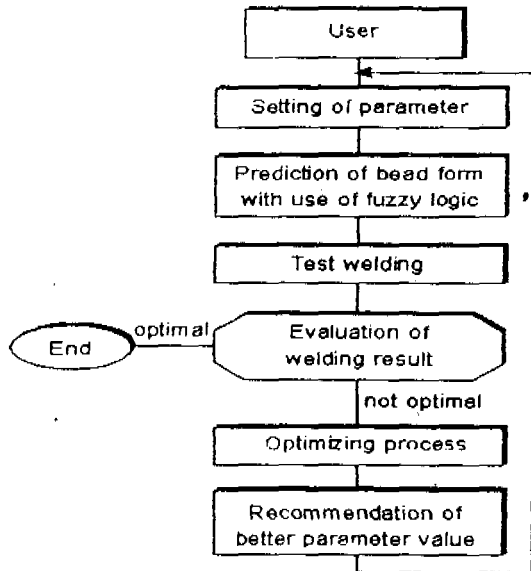 User
Setting of parameter
Prediction of bead form
with use of fuzzy logic
Test welding
Evaluation of
welding result
optimal
End
not optimal
Optimizing process
Recommendation of
better parameter value